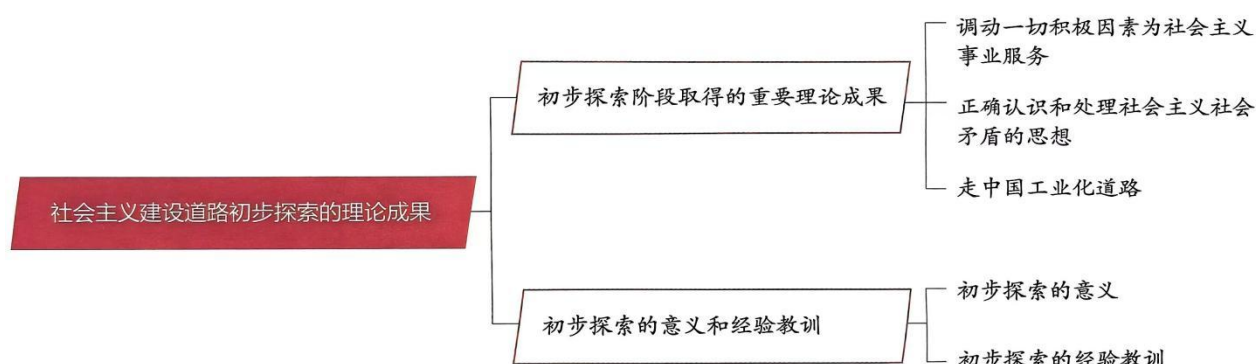 社会主义建设道路初步探索的理论成果
初步探索阶段取得的重要理论成果
调动一切积极因素为社会主义
事业服务
正确认识和处理社会主义社会
矛盾的思想
走中国工业化道路
初步探索的意义和经验教训
初步探索的意义
初步探索的经验教训